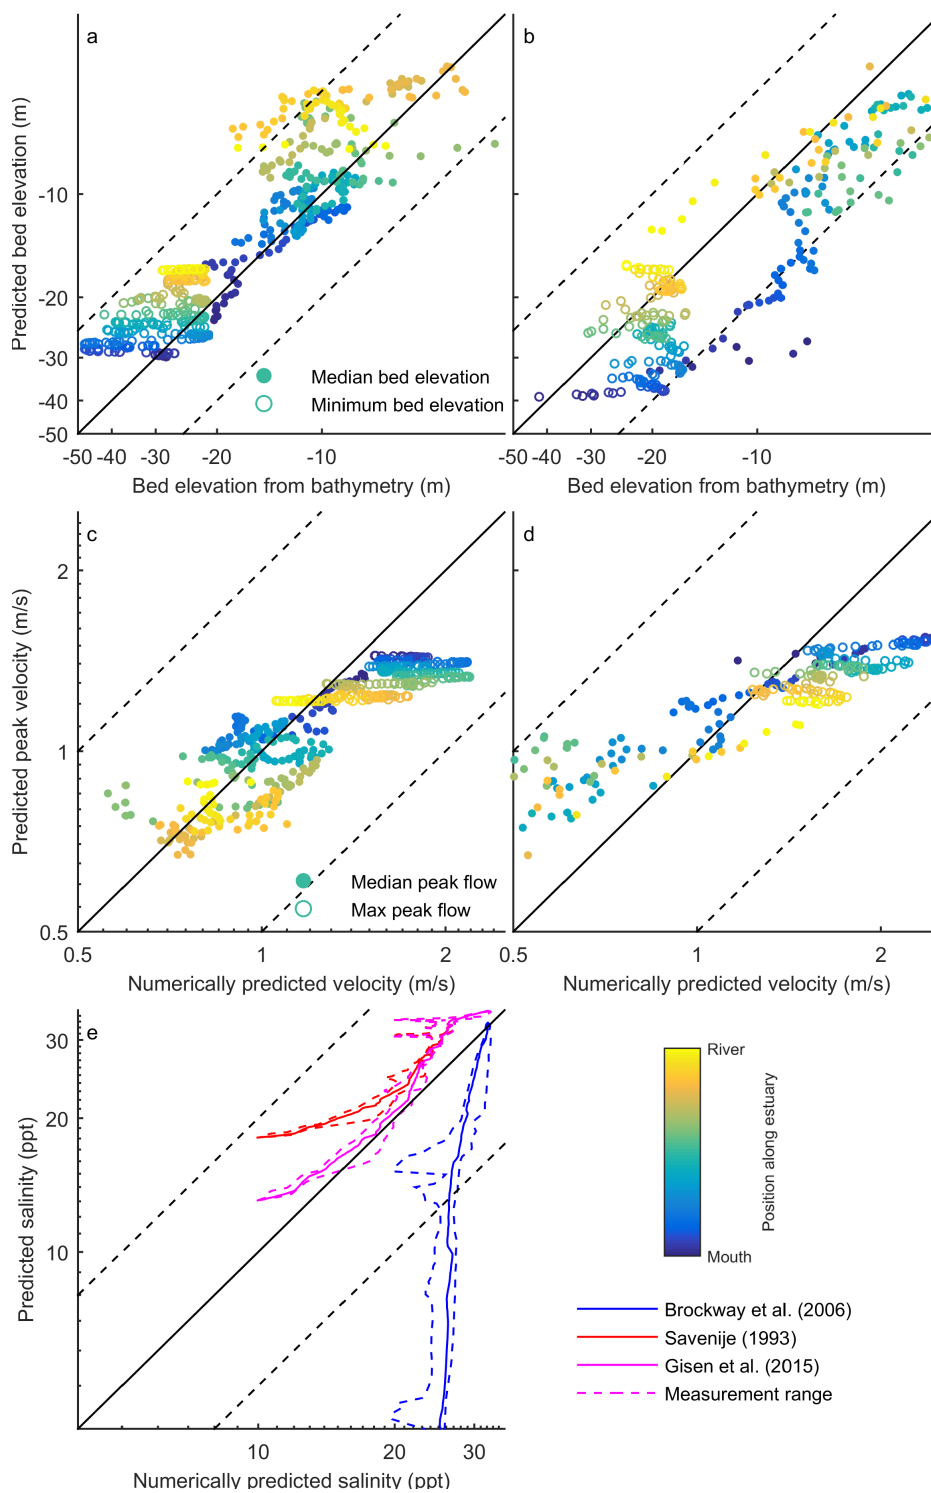 a
b
Predicted bed elevation (m)
-10
-20
-30
-40
-50
Median bed elevation
Minimum bed elevation
-50 -40 -30 -20 -10
-50 -40 -30 -20 -10
Bed elevation from bathymetry (m)
Bed elevation from bathymetry (m)
c
d
Predicted peak velocity (m/s)
2
1
0.5
Median peak flow
Max peak flow
0.5 1 2
0.5 1 2
Numerically predicted velocity (m/s)
Numerically predicted velocity (m/s)
e
Predicted salinity (ppt)
30
20
10
10 20 30
Numerically predicted salinity (ppt)
River
Position along estuary
Mouth
Brockway et al. (2006)
Savenije (1993)
Gisen et al. (2015)
Measurement range